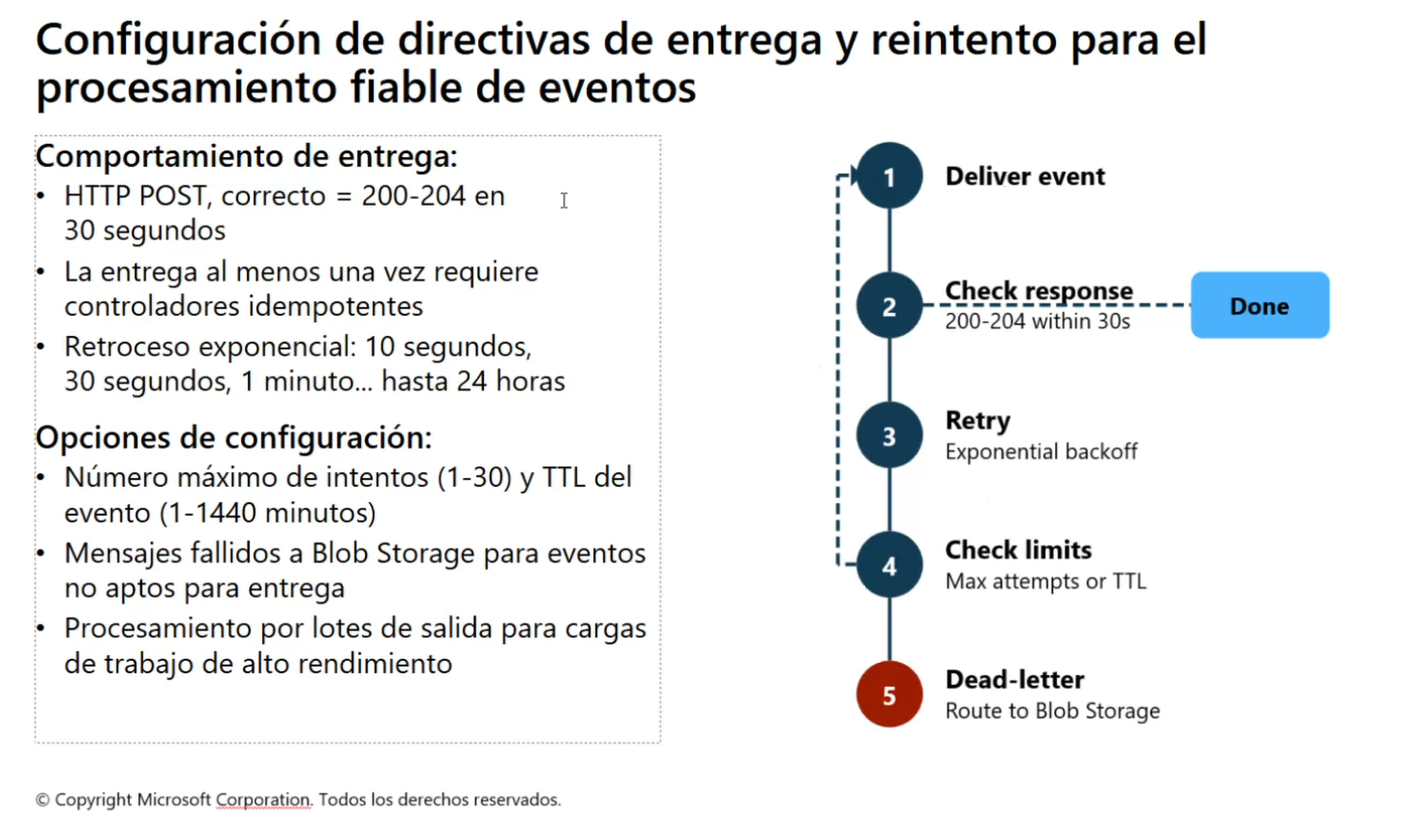 Configuración de directivas de entrega y reintento para el
procesamiento fiable de eventos
Comportamiento de entrega:
• HTTP POST, correcto = 200-204 en
30 segundos
• La entrega al menos una vez requiere
controladores idempotentes
• Retroceso exponencial: 10 segundos,
30 segundos, 1 minuto... hasta 24 horas
Opciones de configuración:
• Número máximo de intentos (1-30) y TTL del
evento (1-1440 minutos)
• Mensajes fallidos a Blob Storage para eventos
no aptos para entrega
• Procesamiento por lotes de salida para cargas
de trabajo de alto rendimiento
1
Deliver event
2
Check response
200-204 within 30s
Done
3
Retry
Exponential backoff
4
Check limits
Max attempts or TTL
5
Dead-letter
Route to Blob Storage
© Copyright Microsoft Corporation. Todos los derechos reservados.